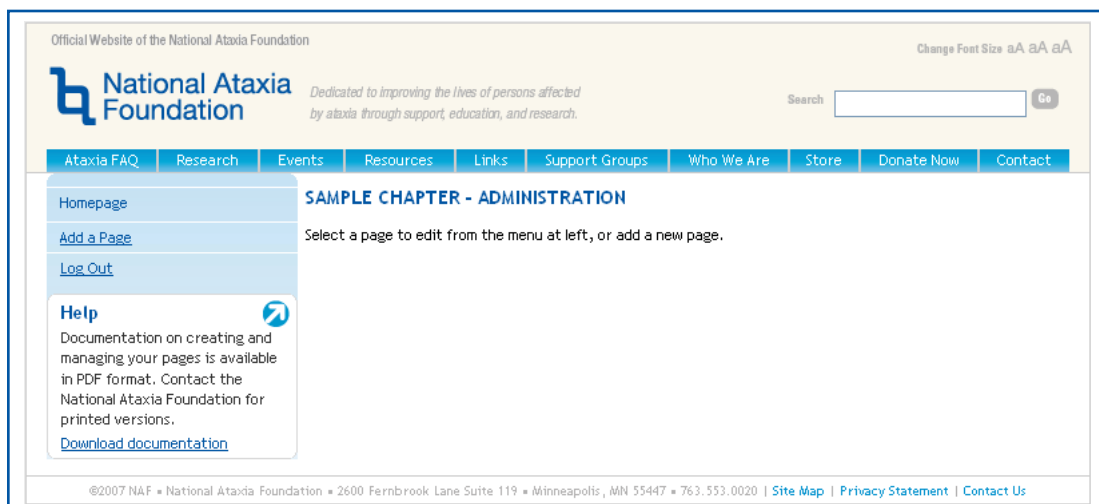 Official Website of the National Ataxia Foundation
Change Font Size aA aA aA
National Ataxia
Foundation
Dedicated to improving the lives of persons affected
by ataxia through support, education, and research.
Search
Go
Ataxia FAQ Research Events Resources Links Support Groups Who We Are Store Donate Now Contact
Homepage
Add a Page
Log Out
SAMPLE CHAPTER - ADMINISTRATION
Select a page to edit from the menu at left, or add a new page.
Help
Documentation on creating and
managing your pages is available
in PDF format. Contact the
National Ataxia Foundation for
printed versions.
Download documentation
©2007 NAF ▪ National Ataxia Foundation ▪ 2600 Fernbrook Lane Suite 119 ▪ Minneapolis, MN 55447 ▪ 763.553.0020 | Site Map | Privacy Statement | Contact Us